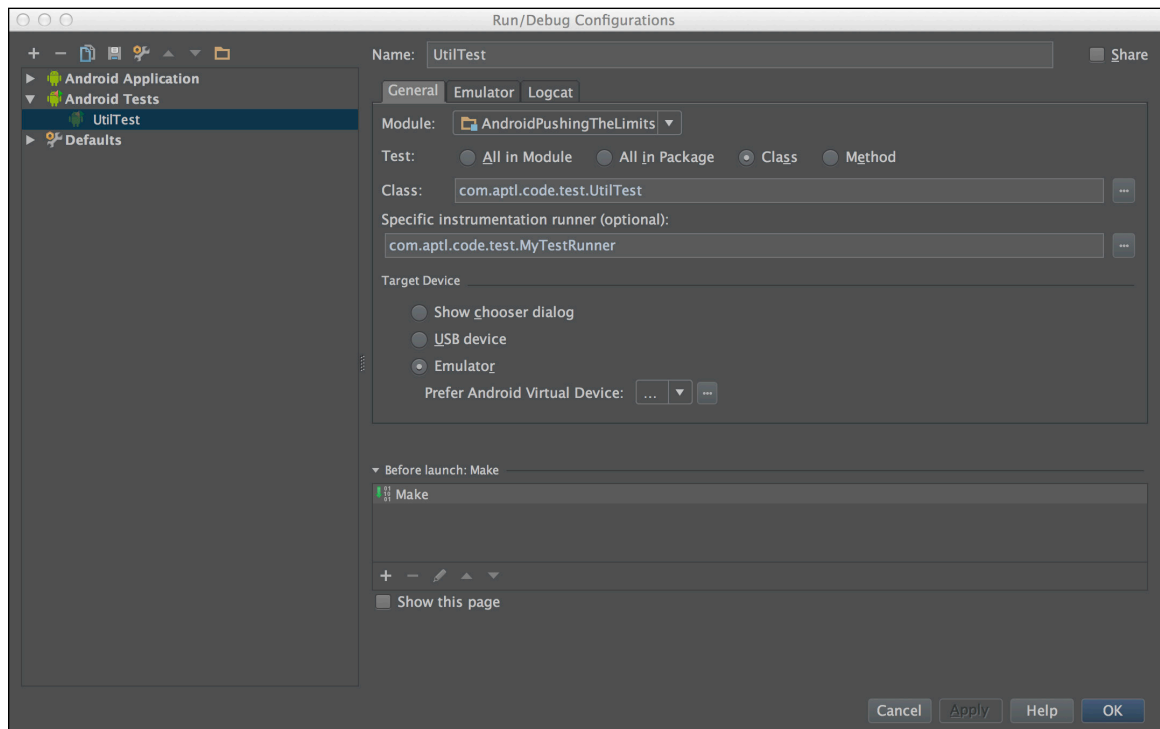 Run/Debug Configurations
Name: UtilTest Share
Android Application
Android Tests
UtilTest
Defaults
General Emulator Logcat
Module: AndroidPushingTheLimits
Test: All in Module All in Package Class Method
Class: com.aptl.code.test.UtilTest ...
Specific instrumentation runner (optional):
com.aptl.code.test.MyTestRunner ...
Target Device
Show chooser dialog
USB device
Emulator
Prefer Android Virtual Device: ... ...
Before launch: Make
Make
Show this page
Cancel Apply Help OK